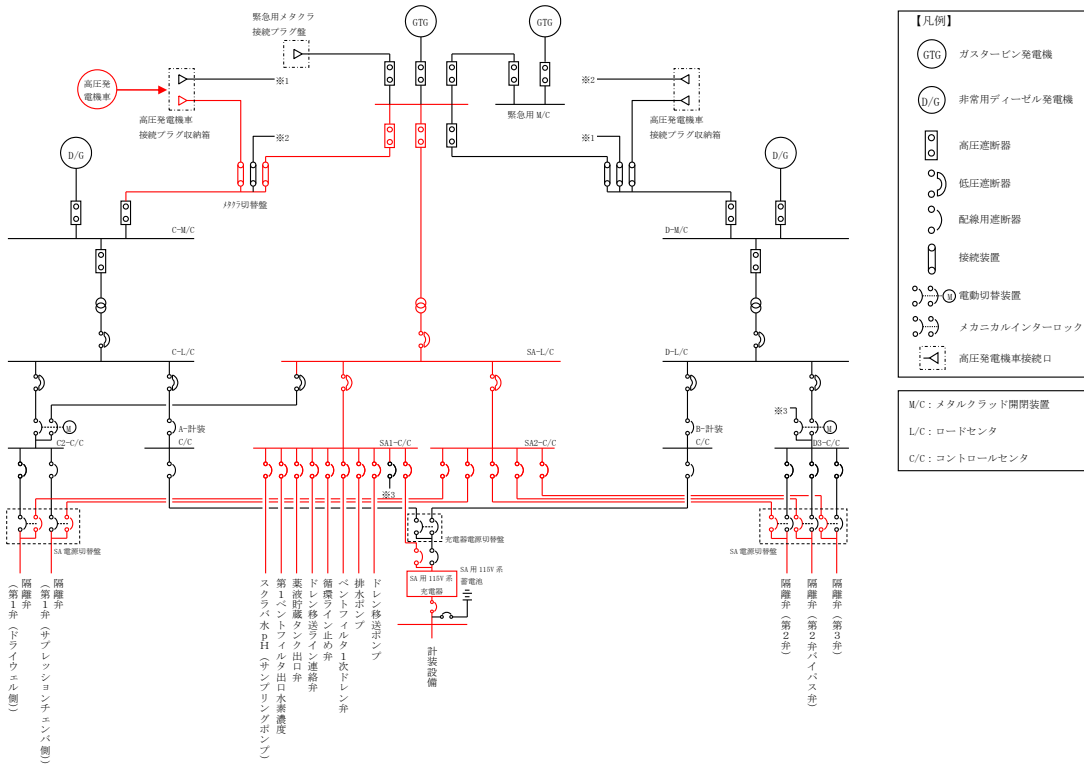 緊急用メタクラ
接続プラグ盤
GTG
GTG
高圧発
電機車
※1
※2
高圧発電機車
接続プラグ収納箱
緊急用 M/C
高圧発電機車
接続プラグ収納箱
※2
※1
D/G
D/G
ﾒﾀｸﾗ切替盤
C-M/C
D-M/C
C-L/C
SA-L/C
D-L/C
※3
M
A-計装
B-計装
M
C2-C/C
C/C
SA1-C/C
SA2-C/C
C/C
D3-C/C
※3
SA電源切替盤
充電器電源切替盤
SA電源切替盤
SA用115V系
充電器
SA用115V系
蓄電池
隔離弁
(第1弁(ドライウェル側))
隔離弁
(第1弁(サプレッションチェンバ側))
スクラバ水pH(サンプリングポンプ)
第1ベントフィルタ出口水素濃度
薬液貯蔵タンク出口弁
ドレン移送ライン連絡弁
循環ライン止め弁
ベントフィルタ1次ドレン弁
排水ポンプ
ドレン移送ポンプ
計装設備
隔離弁(第2弁)
隔離弁(第2弁バイパス弁)
隔離弁(第3弁)
【凡例】
GTG ガスタービン発電機
D/G 非常用ディーゼル発電機
高圧遮断器
低圧遮断器
配線用遮断器
接続装置
M 電動切替装置
メカニカルインターロック
高圧発電機車接続口
M/C：メタルクラッド開閉装置
L/C：ロードセンタ
C/C：コントロールセンタ